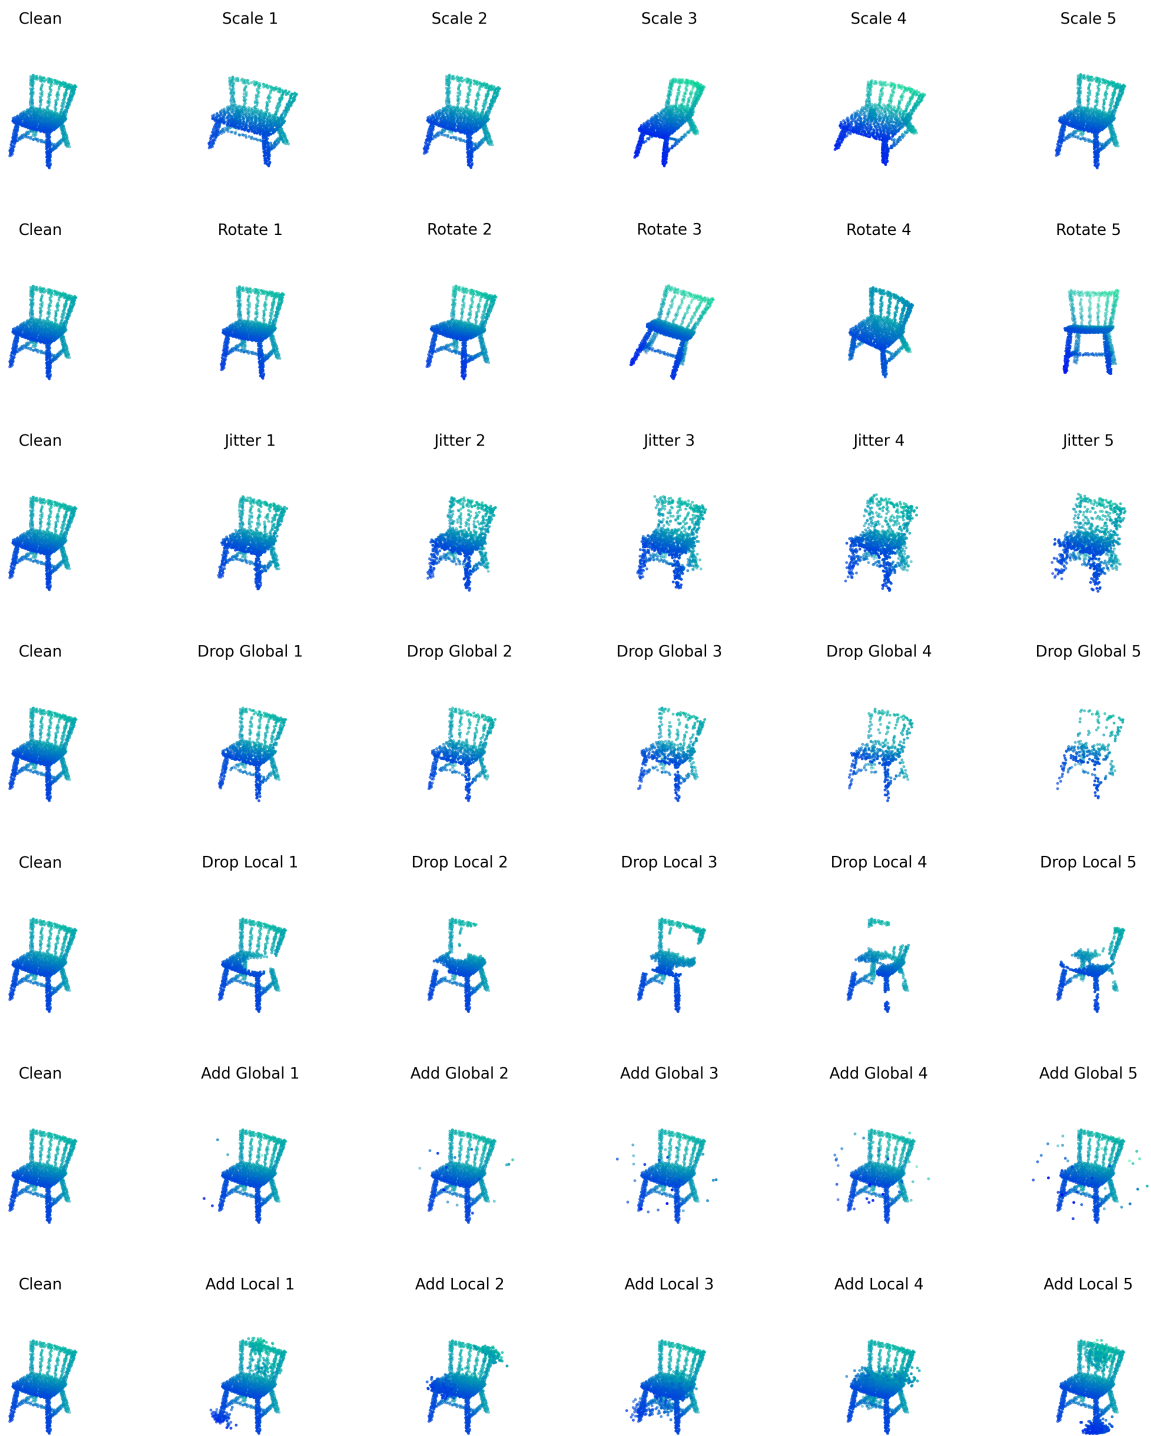 Clean Scale 1 Scale 2 Scale 3 Scale 4 Scale 5
Clean Rotate 1 Rotate 2 Rotate 3 Rotate 4 Rotate 5
Clean Jitter 1 Jitter 2 Jitter 3 Jitter 4 Jitter 5
Clean Drop Global 1 Drop Global 2 Drop Global 3 Drop Global 4 Drop Global 5
Clean Drop Local 1 Drop Local 2 Drop Local 3 Drop Local 4 Drop Local 5
Clean Add Global 1 Add Global 2 Add Global 3 Add Global 4 Add Global 5
Clean Add Local 1 Add Local 2 Add Local 3 Add Local 4 Add Local 5